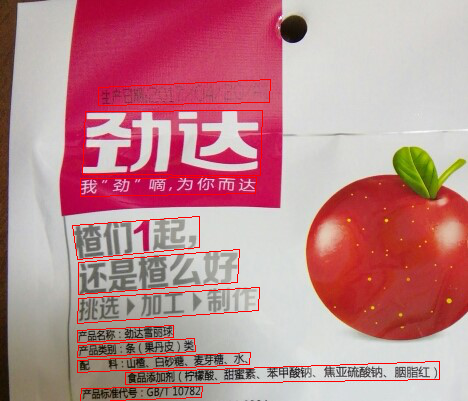 生产日期:2017/04/20
劲达
我"劲"嘀,为你而达
楂们1起,
还是楂么好
挑选▶加工▶制作
产品名称：劲达雪丽球
产品类别：条（果丹皮）类
配 料：山楂、白砂糖、麦芽糖、水、
食品添加剂（柠檬酸、甜蜜素、苯甲酸钠、焦亚硫酸钠、胭脂红）
产品标准代号：GB/T 10782